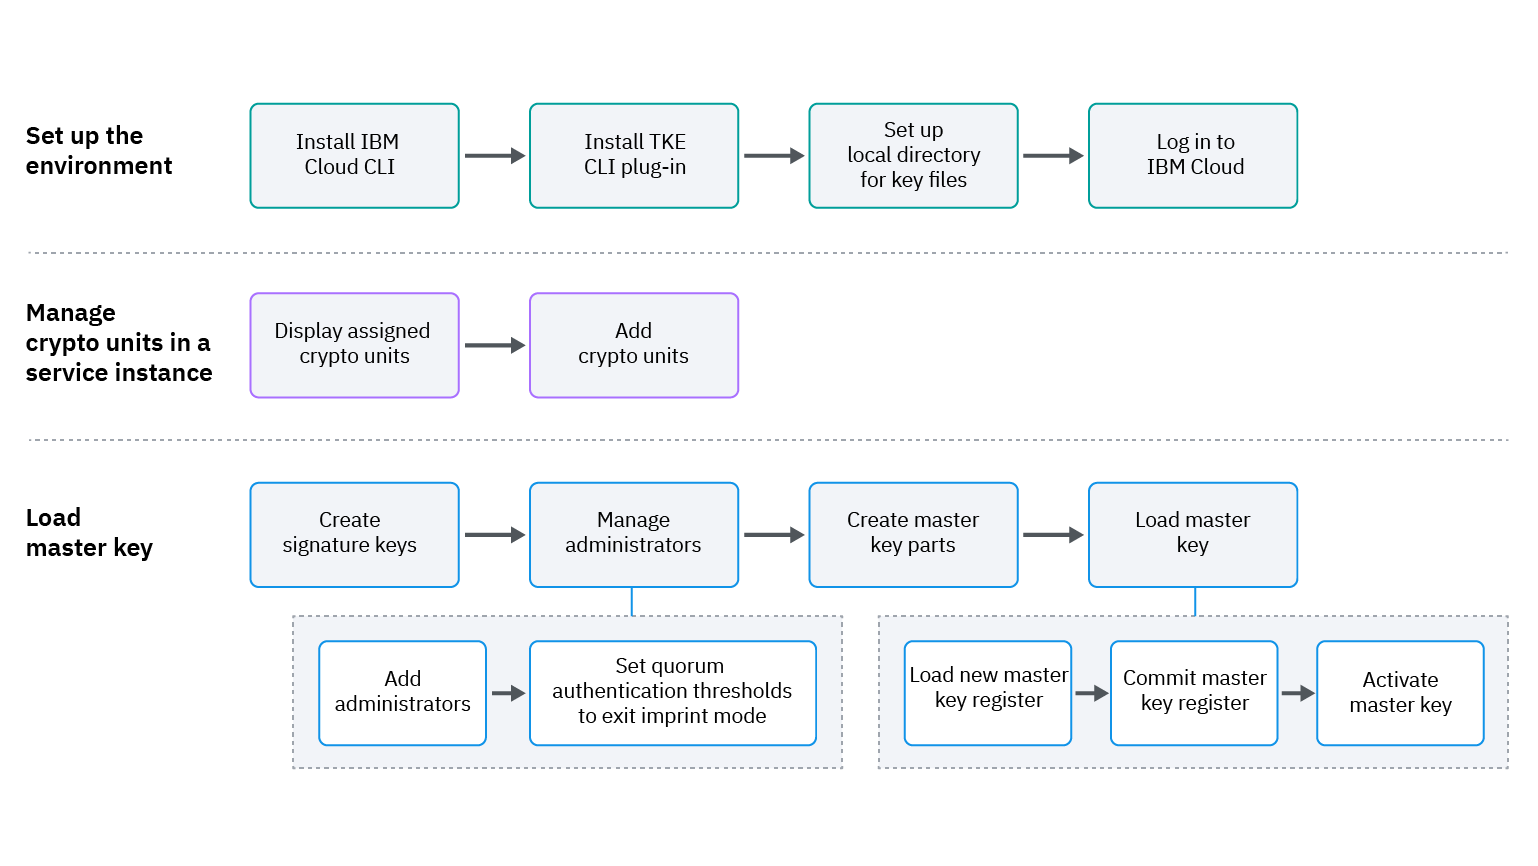 Set up the
environment
Install IBM
Cloud CLI
Install TKE
CLI plug-in
Set up
local directory
for key files
Log in to
IBM Cloud
Manage
crypto units in a
service instance
Display assigned
crypto units
Add
crypto units
Load
master key
Create
signature keys
Manage
administrators
Create master
key parts
Load master
key
Add
administrators
Set quorum
authentication thresholds
to exit imprint mode
Load new master
key register
Commit master
key register
Activate
master key